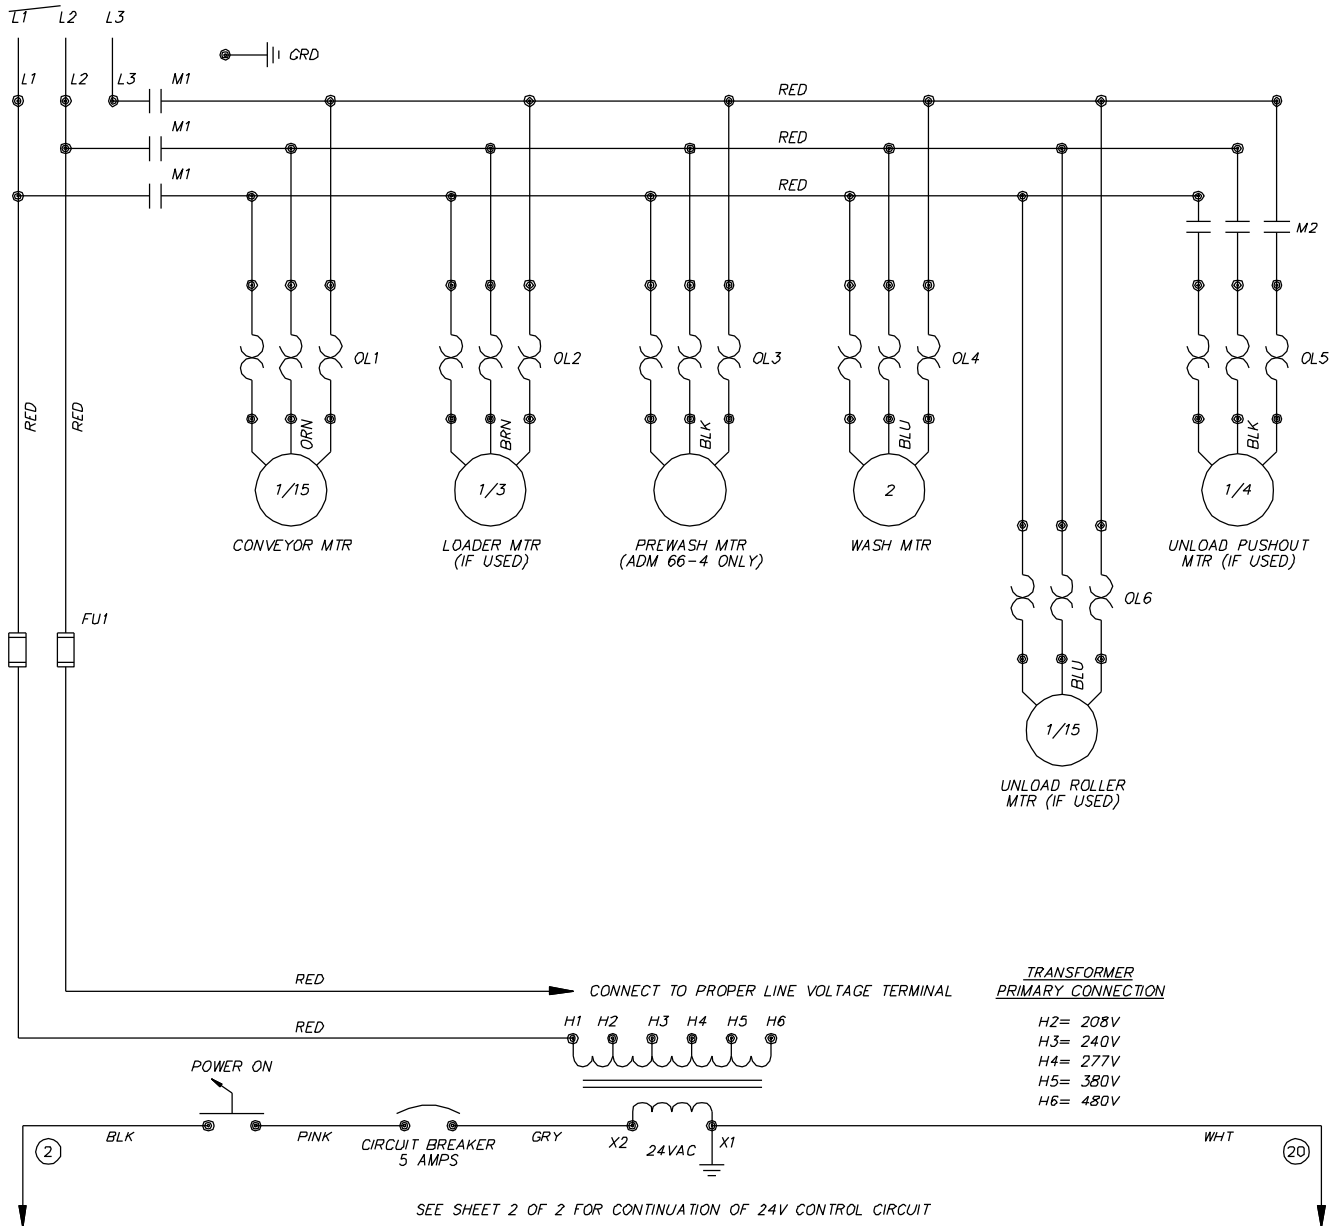 L1 L2 L3
GRD
L1 L2 L3 M1
RED
M1
RED
M1
RED
M2
OL1 OL2 OL3 OL4 OL5
RED RED
ORN BRN BLK BLU BLK
1/15 1/3 2 1/4
CONVEYOR MTR
LOADER MTR
(IF USED)
PREWASH MTR
(ADM 66-4 ONLY)
WASH MTR
UNLOAD PUSHOUT
MTR (IF USED)
OL6
FU1
BLU
1/15
UNLOAD ROLLER
MTR (IF USED)
RED
CONNECT TO PROPER LINE VOLTAGE TERMINAL
TRANSFORMER
PRIMARY CONNECTION
RED
H1 H2 H3 H4 H5 H6
H2= 208V
H3= 240V
H4= 277V
H5= 380V
H6= 480V
POWER ON
BLK PINK
CIRCUIT BREAKER
5 AMPS
GRY X2 24VAC X1 WHT
2 20
SEE SHEET 2 OF 2 FOR CONTINUATION OF 24V CONTROL CIRCUIT